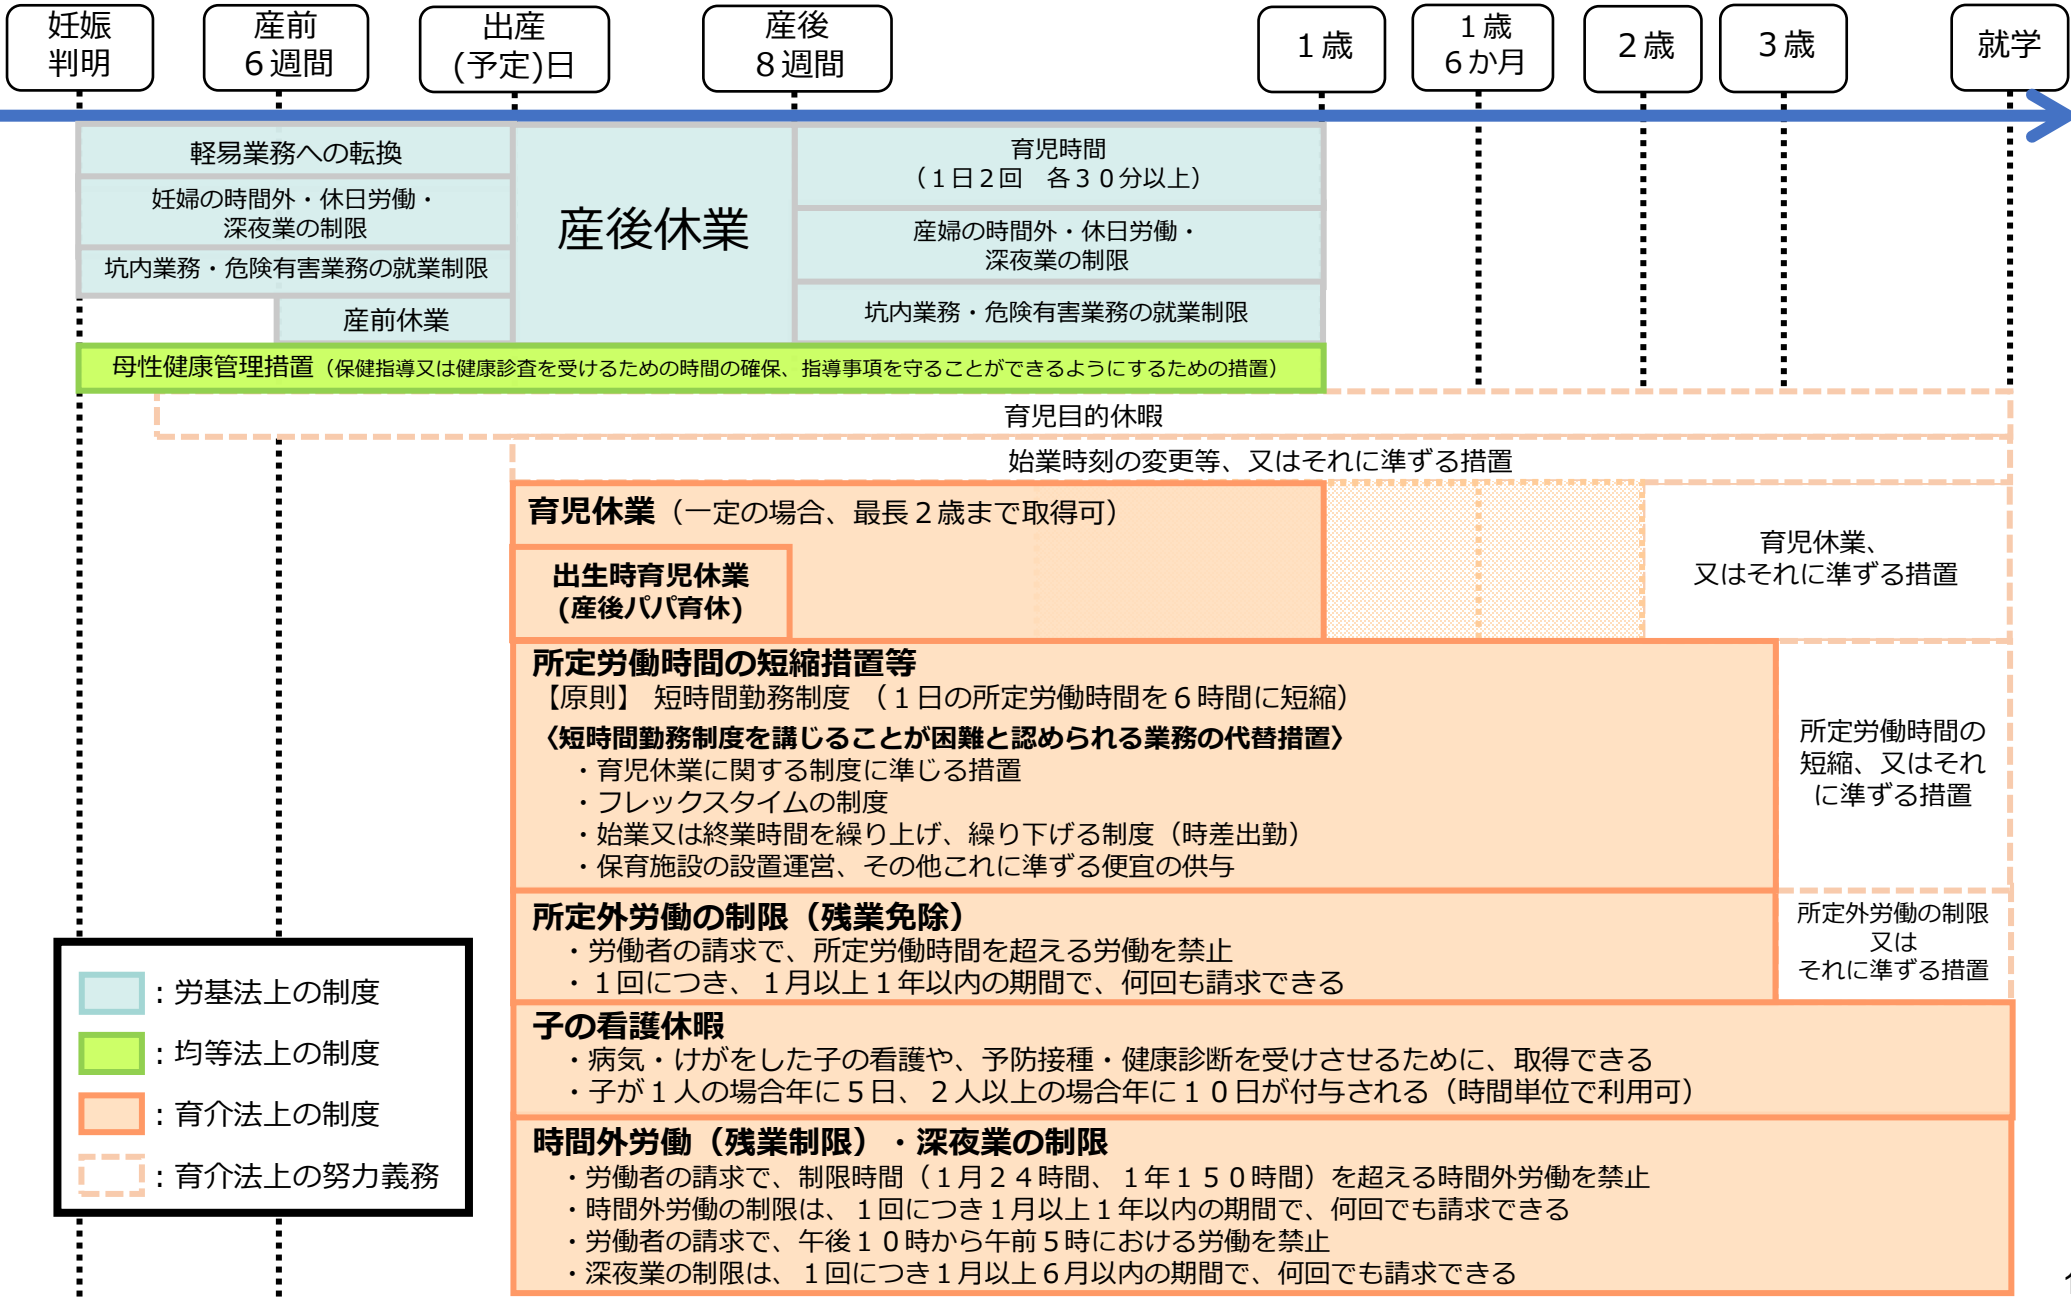 妊娠
判明
産前
６週間
出産
(予定)日
産後
８週間
１歳
１歳
６か月
２歳
３歳
就学
軽易業務への転換
妊婦の時間外・休日労働・
深夜業の制限
坑内業務・危険有害業務の就業制限
産前休業
産後休業
育児時間
（１日２回　各３０分以上）
産婦の時間外・休日労働・
深夜業の制限
坑内業務・危険有害業務の就業制限
母性健康管理措置（保健指導又は健康診査を受けるための時間の確保、指導事項を守ることができるようにするための措置）
育児目的休暇
始業時刻の変更等、又はそれに準ずる措置
育児休業（一定の場合、最長２歳まで取得可）
出生時育児休業
(産後パパ育休)
育児休業、
又はそれに準ずる措置
所定労働時間の短縮措置等
【原則】 短時間勤務制度 （１日の所定労働時間を６時間に短縮）
〈短時間勤務制度を講じることが困難と認められる業務の代替措置〉
・育児休業に関する制度に準じる措置
・フレックスタイムの制度
・始業又は終業時間を繰り上げ、繰り下げる制度（時差出勤）
・保育施設の設置運営、その他これに準ずる便宜の供与
所定労働時間の
短縮、又はそれ
に準ずる措置
所定外労働の制限（残業免除）
・労働者の請求で、所定労働時間を超える労働を禁止
・１回につき、１月以上１年以内の期間で、何回も請求できる
所定外労働の制限
又は
それに準ずる措置
子の看護休暇
・病気・けがをした子の看護や、予防接種・健康診断を受けさせるために、取得できる
・子が１人の場合年に５日、２人以上の場合年に１０日が付与される（時間単位で利用可）
時間外労働（残業制限）・深夜業の制限
・労働者の請求で、制限時間（１月２４時間、１年１５０時間）を超える時間外労働を禁止
・時間外労働の制限は、１回につき１月以上１年以内の期間で、何回でも請求できる
・労働者の請求で、午後１０時から午前５時における労働を禁止
・深夜業の制限は、１回につき１月以上６月以内の期間で、何回でも請求できる
：労基法上の制度
：均等法上の制度
：育介法上の制度
：育介法上の努力義務